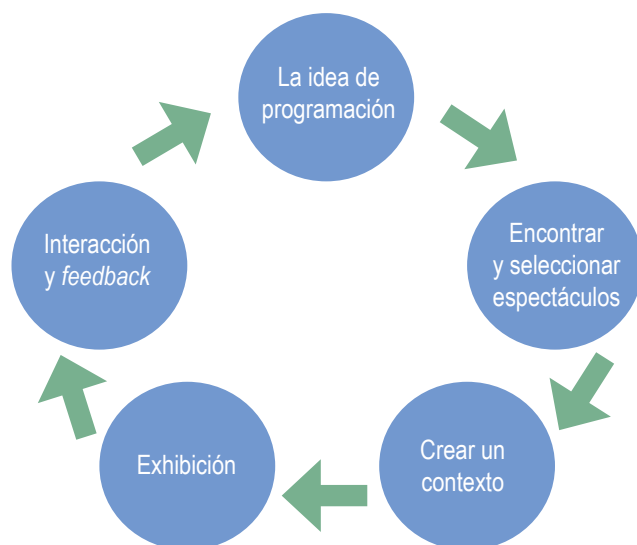 La idea de
programación
Encontrar
y seleccionar
espectáculos
Crear un
contexto
Exhibición
Interacción
y feedback